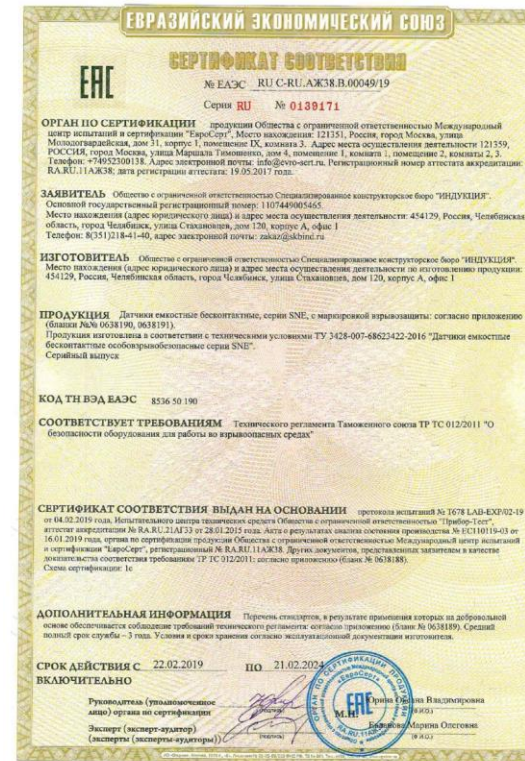 ЕВРАЗИЙСКИЙ ЭКОНОМИЧЕСКИЙ СОЮЗ
СЕРТИФИКАТ СООТВЕТСТВИЯ
EAC
№ ЕАЭС RU C-RU.АЖ38.В.00049/19
Серия RU № 0139171
ОРГАН ПО СЕРТИФИКАЦИИ продукции Общества с ограниченной ответственностью Международный
центр испытаний и сертификации "ЕвроСерт", Место нахождения: 121351, Россия, город Москва, улица
Молодогвардейская, дом 31, корпус 1, помещение IX, комната 3. Адрес места осуществления деятельности 121359,
РОССИЯ, город Москва, улица Маршала Тимошенко, дом 4, помещение 1, комната 1, помещение 2, комнаты 2, 3.
Телефон: +74952300138. Адрес электронной почты: info@evro-sert.ru. Регистрационный номер аттестата аккредитации:
RA.RU.11АЖ38; дата регистрации аттестата: 19.05.2017 года.
ЗАЯВИТЕЛЬ Общество с ограниченной ответственностью Специализированное конструкторское бюро "ИНДУКЦИЯ".
Основной государственный регистрационный номер: 1107449005465.
Место нахождения (адрес юридического лица) и адрес места осуществления деятельности: 454129, Россия, Челябинская
область, город Челябинск, улица Стахановцев, дом 120, корпус А, офис 1
Телефон: 8(351)218-41-40, адрес электронной почты: zakaz@skbind.ru
ИЗГОТОВИТЕЛЬ Общество с ограниченной ответственностью Специализированное конструкторское бюро "ИНДУКЦИЯ".
Место нахождения (адрес юридического лица) и адрес места осуществления деятельности по изготовлению продукции:
454129, Россия, Челябинская область, город Челябинск, улица Стахановцев, дом 120, корпус А, офис 1
ПРОДУКЦИЯ Датчики емкостные бесконтактные, серии SNE, с маркировкой взрывозащиты: согласно приложению
(бланки №№ 0638190, 0638191).
Продукция изготовлена в соответствии с техническими условиями ТУ 3428-007-68623422-2016 "Датчики емкостные
бесконтактные особовзрывобезопасные серии SNE".
Серийный выпуск
КОД ТН ВЭД ЕАЭС 8536 50 190
СООТВЕТСТВУЕТ ТРЕБОВАНИЯМ Технического регламента Таможенного союза ТР ТС 012/2011 "О
безопасности оборудования для работы во взрывоопасных средах"
СЕРТИФИКАТ СООТВЕТСТВИЯ ВЫДАН НА ОСНОВАНИИ протокола испытаний № 1678 LAB-EXP/02-19
от 04.02.2019 года, Испытательного центра технических средств Общества с ограниченной ответственностью "Прибор-Тест",
аттестат аккредитации № RA.RU.21АГ33 от 28.01.2015 года. Акта о результатах анализа состояния производства № ЕС110119-03 от
16.01.2019 года, органа по сертификации продукции Общества с ограниченной ответственностью Международный центр испытаний
и сертификации "ЕвроСерт", регистрационный № RA.RU.11АЖ38. Других документов, представленных заявителем в качестве
доказательства соответствия требованиям ТР ТС 012/2011: согласно приложению (бланк № 0638188).
Схема сертификации: 1с
ДОПОЛНИТЕЛЬНАЯ ИНФОРМАЦИЯ Перечень стандартов, в результате применения которых на добровольной
основе обеспечивается соблюдение требований технического регламента: согласно приложению (бланк № 0638189). Средний
полный срок службы – 3 года. Условия и сроки хранения согласно эксплуатационной документации изготовителя.
СРОК ДЕЙСТВИЯ С 22.02.2019 ПО 21.02.2024
ВКЛЮЧИТЕЛЬНО
Руководитель (уполномоченное
лицо) органа по сертификации
(подпись)
М.П.
Юрина Оксана Владимировна
(Ф.И.О.)
Эксперт (эксперт-аудитор)
(эксперты (эксперты-аудиторы))
(подпись)
Марина Олеговна
(Ф.И.О.)
"ЕвроСерт"
EAC
RA.RU.11АЖ38